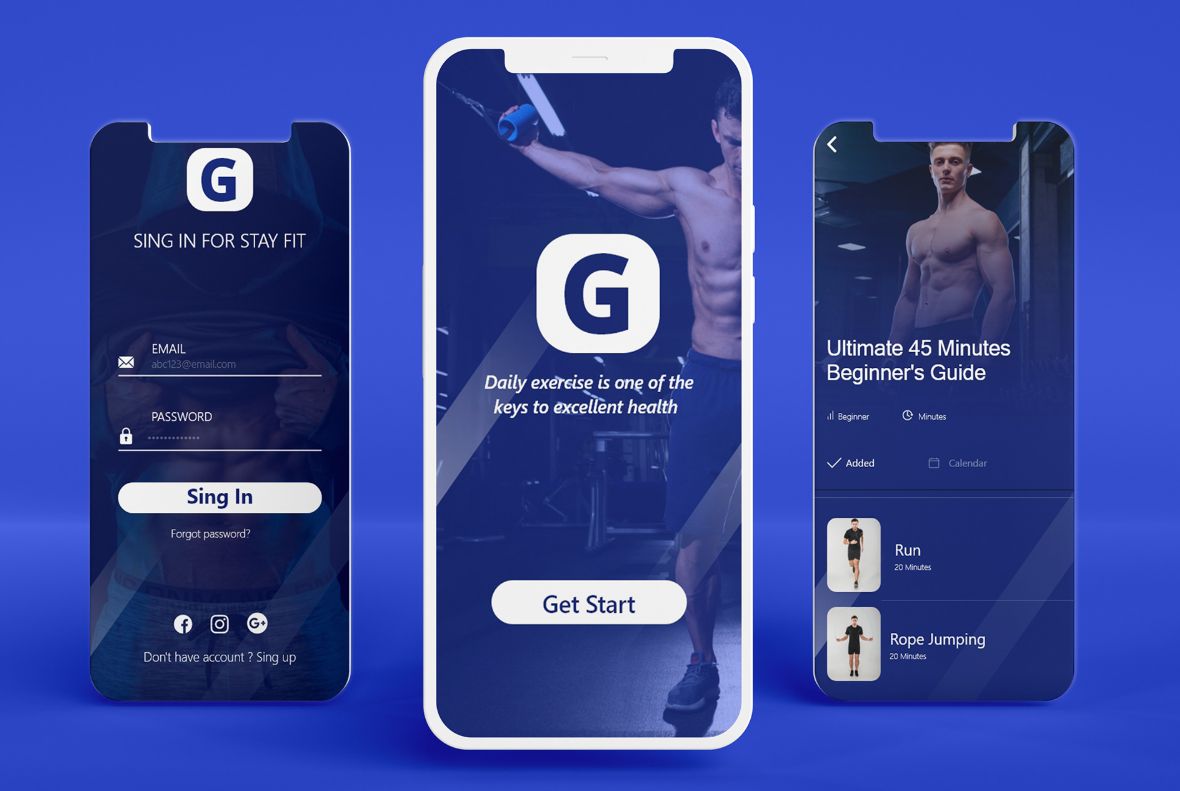 G
SING IN FOR STAY FIT
EMAIL
abc123@email.com
PASSWORD
Sing In
Forgot password?
G+
Don't have account ? Sing up
G
Daily exercise is one of the
keys to excellent health
Get Start
Ultimate 45 Minutes
Beginner's Guide
Beginner
Minutes
Added
Calendar
Run
20 Minutes
Rope Jumping
20 Minutes